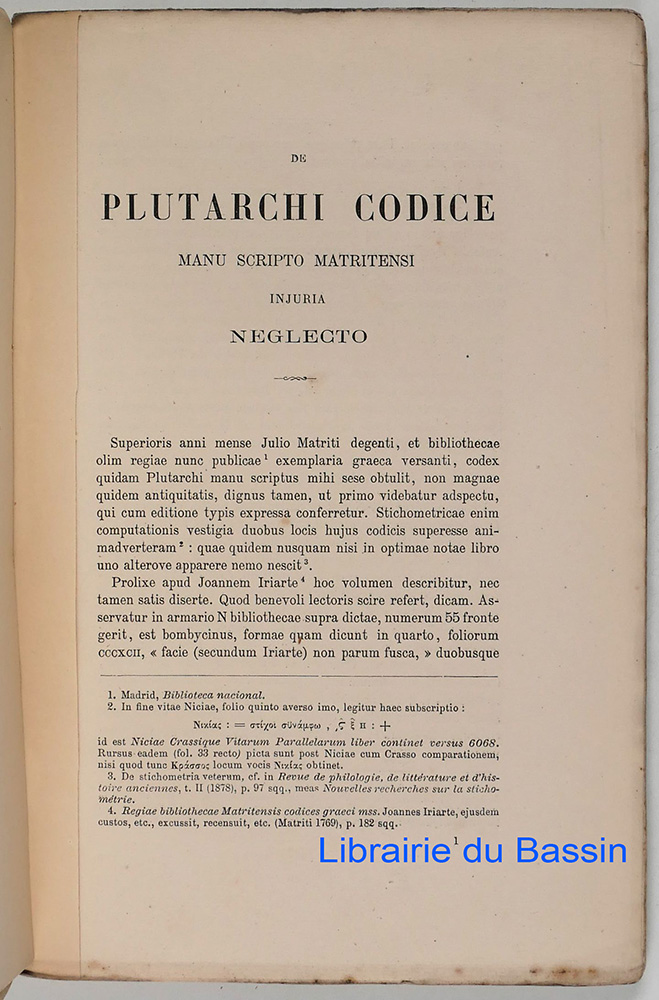 DE
PLUTARCHI CODICE
MANU SCRIPTO MATRITENSI
INJURIA
NEGLECTO
Superioris anni mense Julio Matriti degenti, et bibliothecae
olim regiae nunc publicae¹ exemplaria graeca versanti, codex
quidam Plutarchi manu scriptus mihi sese obtulit, non magnae
quidem antiquitatis, dignus tamen, ut primo videbatur adspectu,
qui cum editione typis expressa conferretur. Stichometricae enim
computationis vestigia duobus locis hujus codicis superesse ani-
madverteram² : quae quidem nusquam nisi in optimae notae libro
uno alterove apparere nemo nescit³.
Prolixe apud Joannem Iriarte⁴ hoc volumen describitur, nec
tamen satis diserte. Quod benevoli lectoris scire refert, dicam. As-
servatur in armario N bibliothecae supra dictae, numerum 55 fronte
gerit, est bombycinus, formae quam dicunt in quarto, foliorum
CCCXCII, « facie (secundum Iriarte) non parum fusca, » duobusque
1. Madrid, Biblioteca nacional.
2. In fine vitae Niciae, folio quinto averso imo, legitur haec subscriptio :
Νικίας : = στίχοι σϋνάμφω , ͵ϛ ξ η : +
id est Niciae Crassique Vitarum Parallelarum liber continet versus 6068.
Rursus eadem (fol. 33 recto) picta sunt post Niciae cum Crasso comparationem,
nisi quod tunc Κράσσος locum vocis Νικίας obtinet.
3. De stichometria veterum, cf. in Revue de philologie, de littérature et d'his-
toire anciennes, t. II (1878), p. 97 sqq., meas Nouvelles recherches sur la sticho-
métrie.
4. Regiae bibliothecae Matritensis codices graeci mss. Joannes Iriarte, ejusdem
custos, etc., excussit, recensuit, etc. (Matriti 1769), p. 182 sqq.
1
Librairie du Bassin